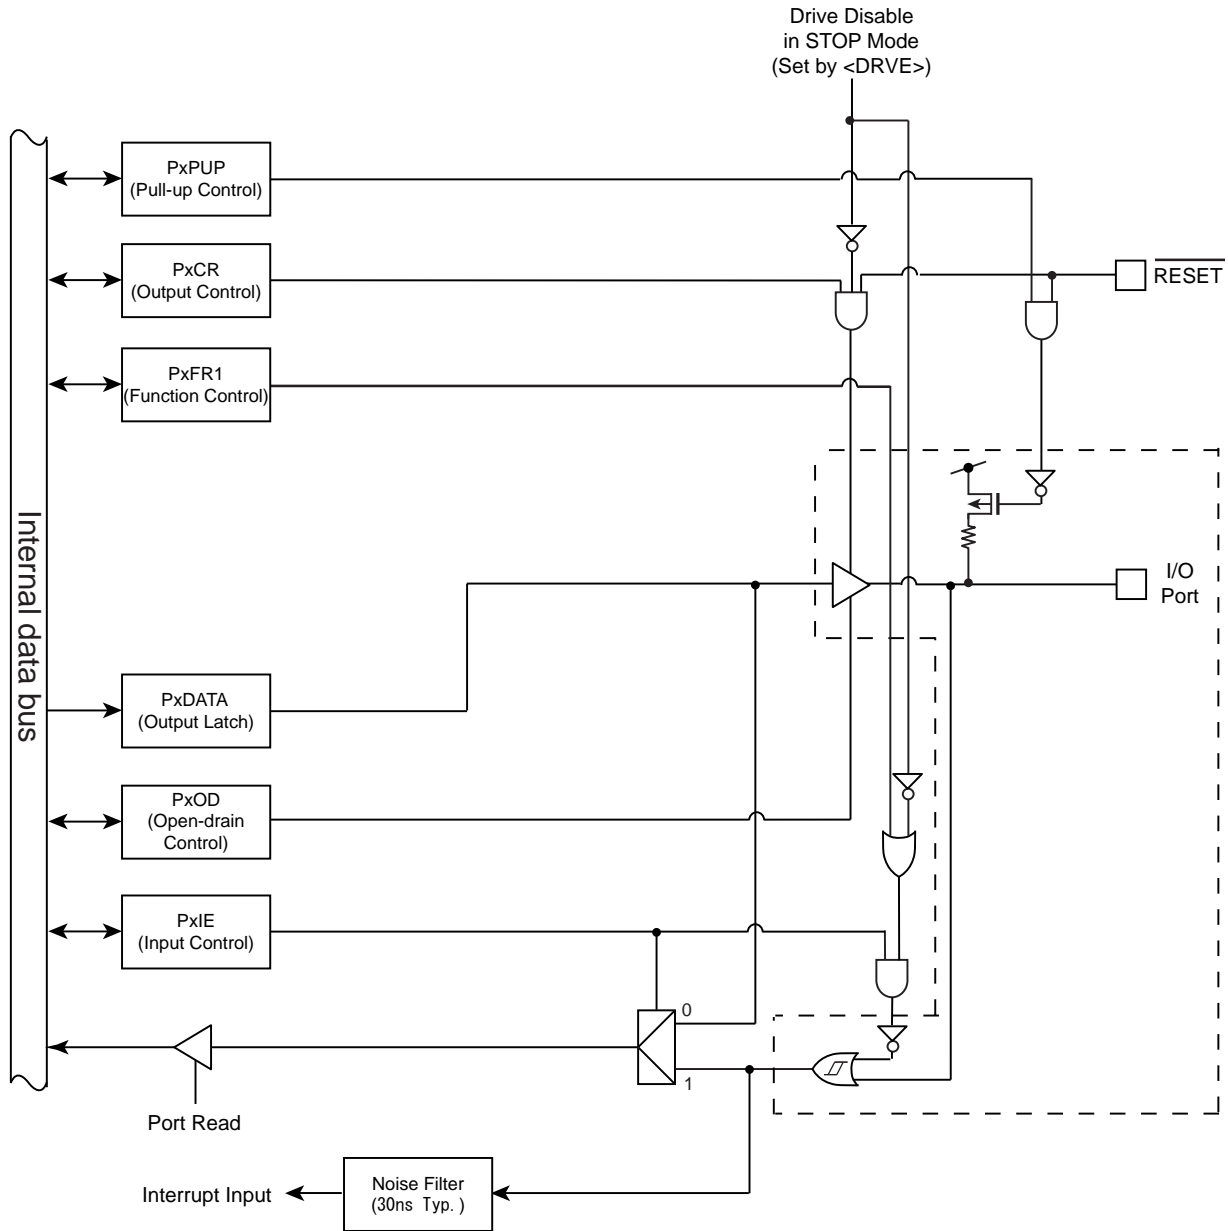 Drive Disable
in STOP Mode
(Set by <DRVE>)
PxPUP
(Pull-up Control)
PxCR
(Output Control)
RESET
PxFR1
(Function Control)
Internal data bus
I/O
Port
PxDATA
(Output Latch)
PxOD
(Open-drain
Control)
PxIE
(Input Control)
0
1
Port Read
Noise Filter
(30ns Typ.)
Interrupt Input